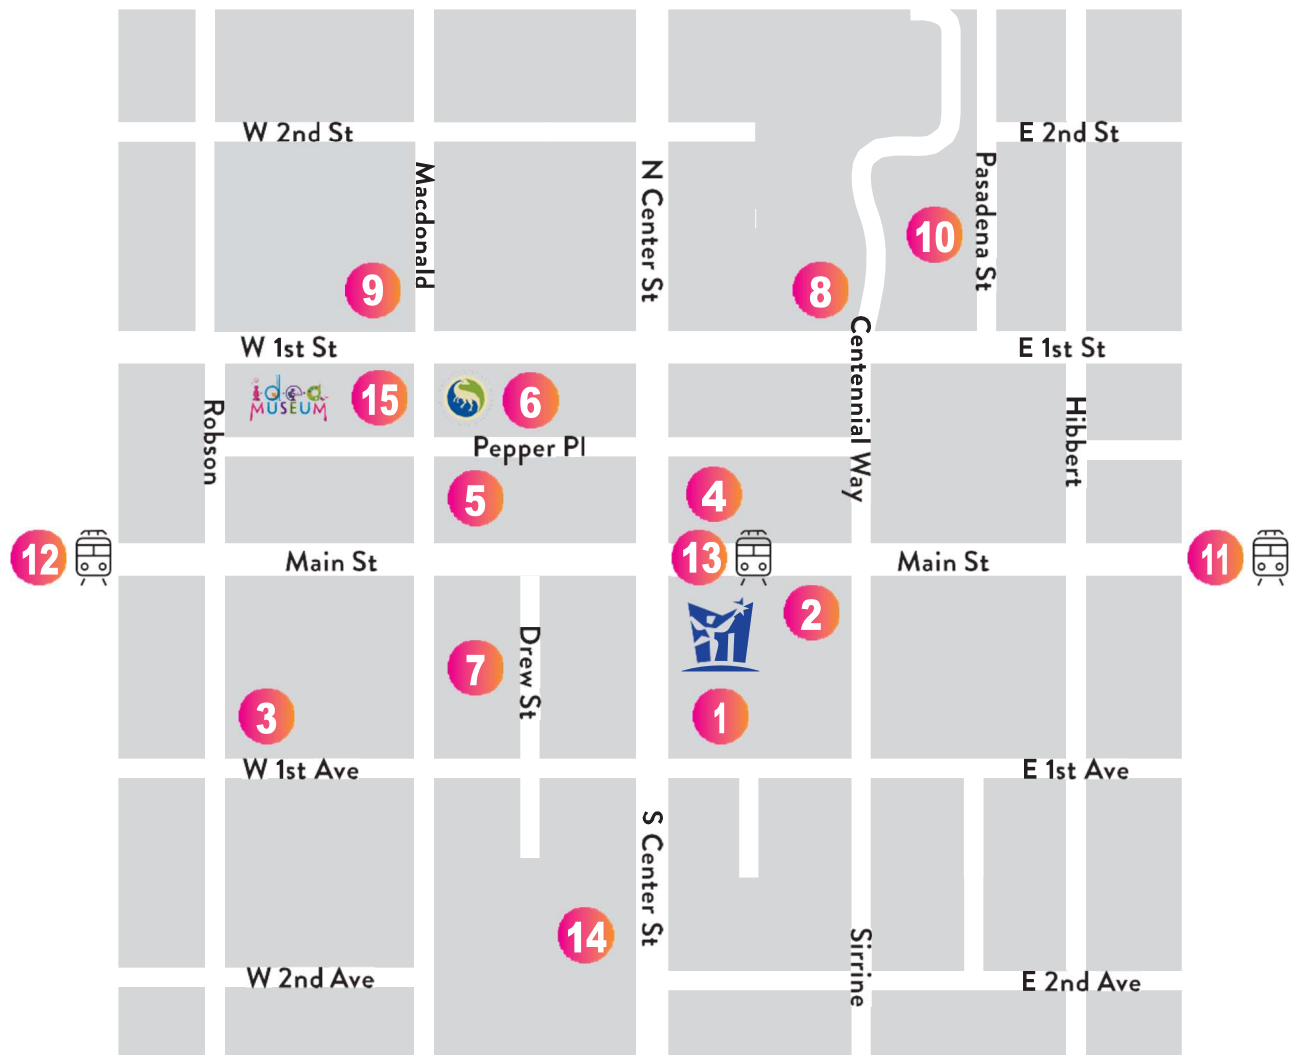 W 2nd St
E 2nd St
Macdonald
N Center St
Pasadena St
10
9
8
W 1st St
Centennial Way
E 1st St
idea
MUSEUM
15
6
Robson
Hibbert
Pepper Pl
5
4
12
Main St
13
Main St
11
2
Drew St
7
3
1
W 1st Ave
E 1st Ave
S Center St
14
Sirrine
W 2nd Ave
E 2nd Ave